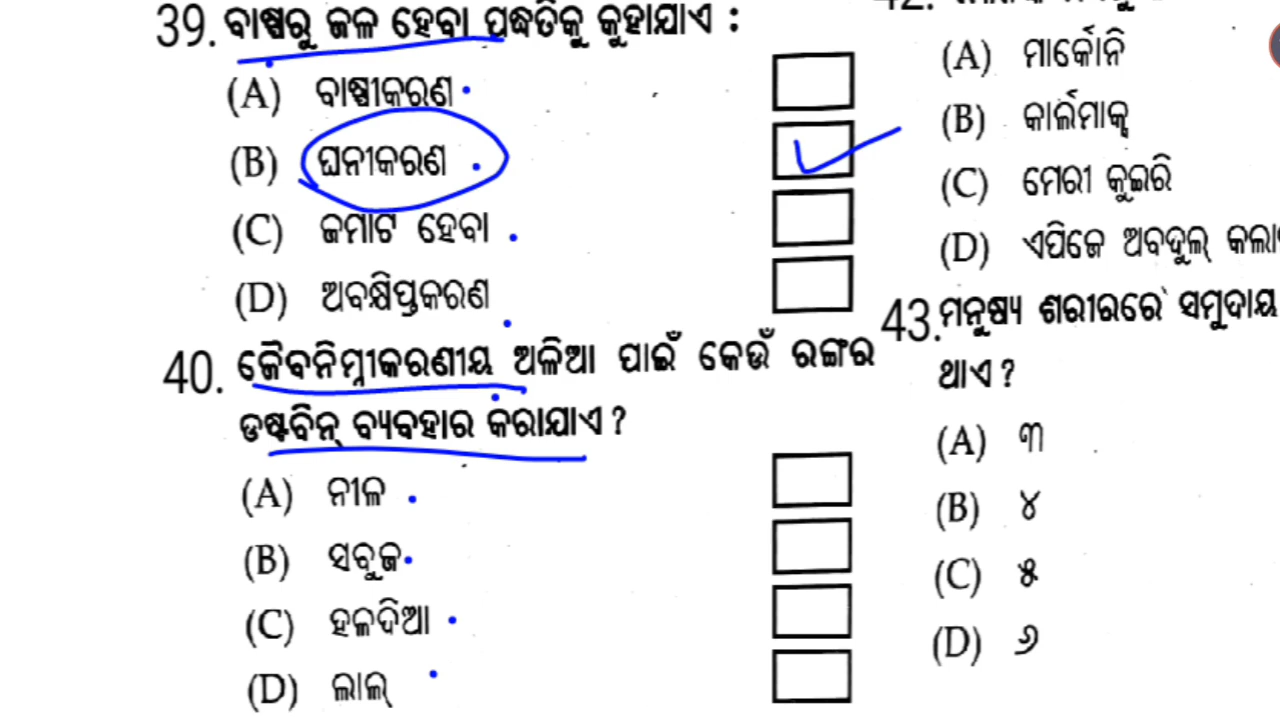 39. ବାଷ୍ପରୁ ଜଳ ହେବା ପଦ୍ଧତିକୁ କୁହାଯାଏ :
(A) ବାଷ୍ପୀକରଣ
(B) ଘନୀକରଣ
(C) ଜମାଟ ହେବା
(D) ଅବକ୍ଷିପ୍ତକରଣ
40. ଜୈବନିମ୍ନୀକରଣୀୟ ଅଳିଆ ପାଇଁ କେଉଁ ରଙ୍ଗର
ଡଷ୍ଟବିନ୍ ବ୍ୟବହାର କରାଯାଏ ?
(A) ନୀଳ
(B) ସବୁଜ
(C) ହଳଦିଆ
(D) ଲାଲ୍
(A) ମାର୍କୋନି
(B) କାର୍ଲମାକ୍ସ
(C) ମେରୀ କୁଇରି
(D) ଏପିଜେ ଅବଦୁଲ୍
43. ମନୁଷ୍ୟ ଶରୀରରେ ସମୁଦାୟ
ଥାଏ ?
(A) ୩
(B) ୪
(C) ୫
(D) ୬